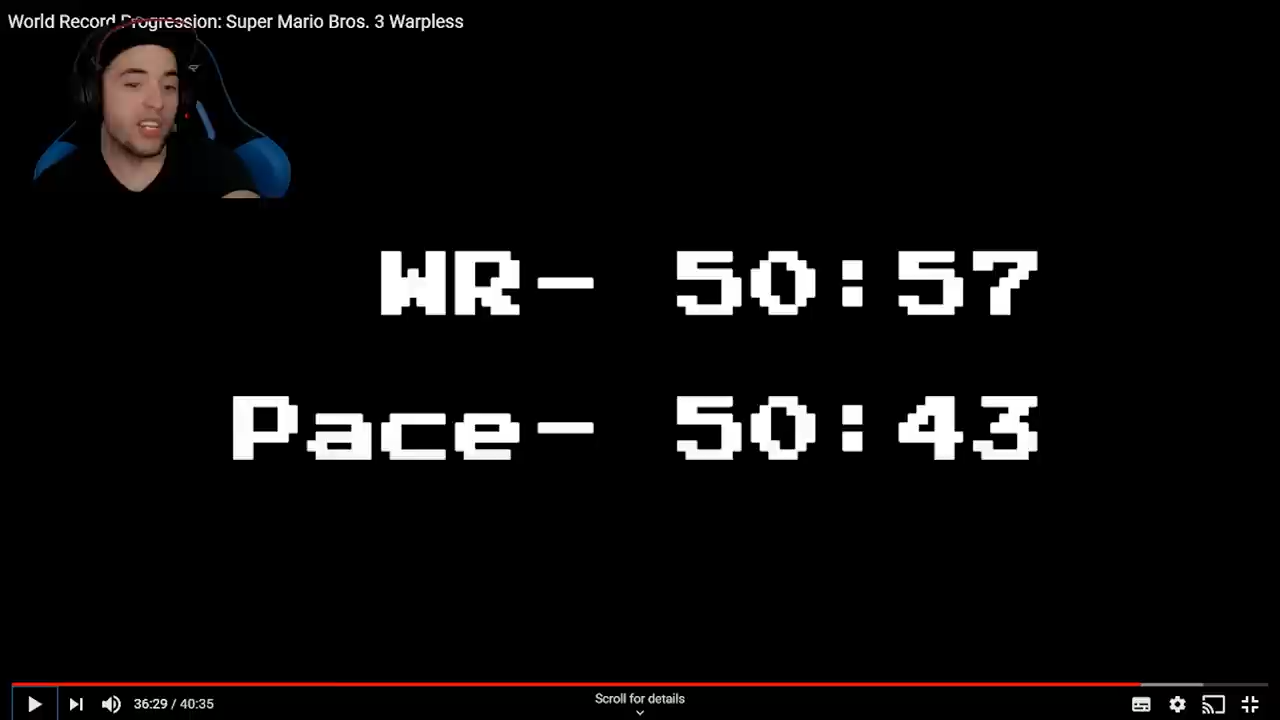 World Record Progression: Super Mario Bros. 3 Warpless
WR- 50:57
Pace- 50:43
Scroll for details
36:29 / 40:35